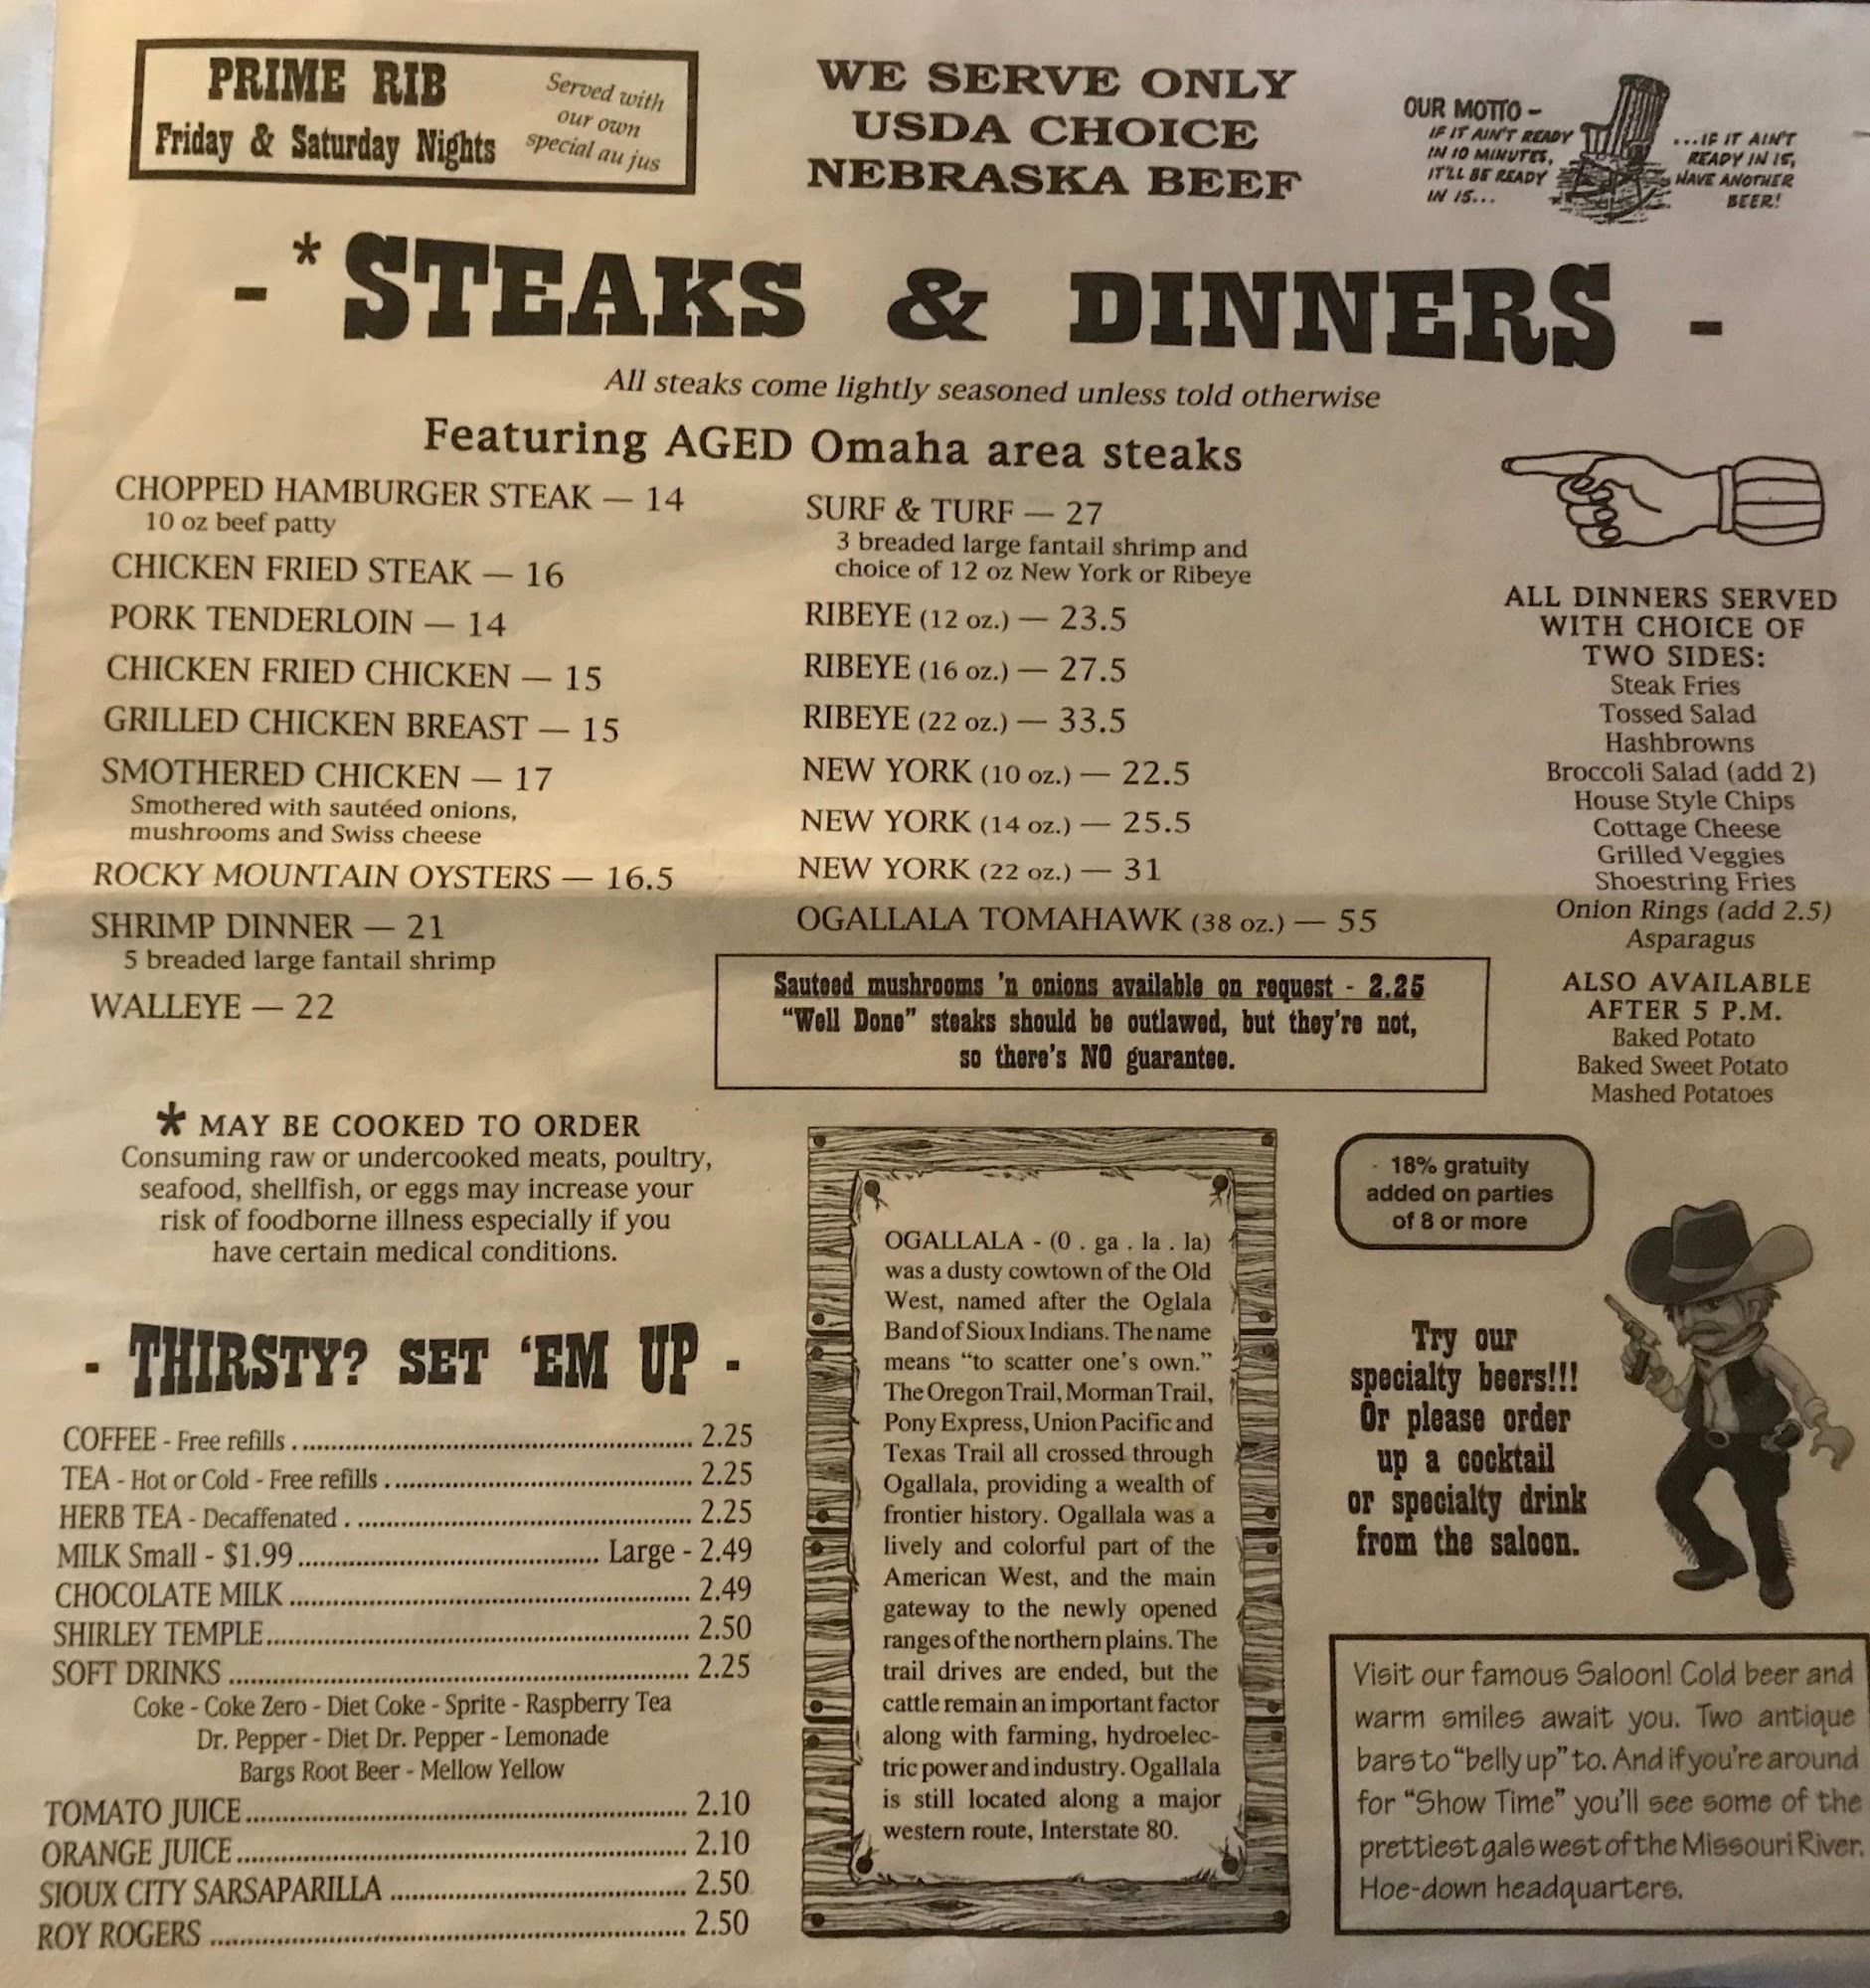 PRIME RIB
Friday & Saturday Nights
Served with
our own
special au jus
WE SERVE ONLY
USDA CHOICE
NEBRASKA BEEF
OUR MOTTO –
IF IT AIN'T READY
IN 10 MINUTES,
IT'LL BE READY
IN 15...
...IF IT AIN'T
READY IN 15,
HAVE ANOTHER
BEER!
- *STEAKS & DINNERS -
All steaks come lightly seasoned unless told otherwise
Featuring AGED Omaha area steaks
CHOPPED HAMBURGER STEAK — 14
10 oz beef patty
CHICKEN FRIED STEAK — 16
PORK TENDERLOIN — 14
CHICKEN FRIED CHICKEN — 15
GRILLED CHICKEN BREAST — 15
SMOTHERED CHICKEN — 17
Smothered with sautéed onions,
mushrooms and Swiss cheese
ROCKY MOUNTAIN OYSTERS — 16.5
SHRIMP DINNER — 21
5 breaded large fantail shrimp
WALLEYE — 22
SURF & TURF — 27
3 breaded large fantail shrimp and
choice of 12 oz New York or Ribeye
RIBEYE (12 oz.) — 23.5
RIBEYE (16 oz.) — 27.5
RIBEYE (22 oz.) — 33.5
NEW YORK (10 oz.) — 22.5
NEW YORK (14 oz.) — 25.5
NEW YORK (22 oz.) — 31
OGALLALA TOMAHAWK (38 oz.) — 55
Sauteed mushrooms 'n onions available on request - 2.25
“Well Done” steaks should be outlawed, but they're not,
so there's NO guarantee.
ALL DINNERS SERVED
WITH CHOICE OF
TWO SIDES:
Steak Fries
Tossed Salad
Hashbrowns
Broccoli Salad (add 2)
House Style Chips
Cottage Cheese
Grilled Veggies
Shoestring Fries
Onion Rings (add 2.5)
Asparagus
ALSO AVAILABLE
AFTER 5 P.M.
Baked Potato
Baked Sweet Potato
Mashed Potatoes
* MAY BE COOKED TO ORDER
Consuming raw or undercooked meats, poultry,
seafood, shellfish, or eggs may increase your
risk of foodborne illness especially if you
have certain medical conditions.
- THIRSTY? SET ‘EM UP -
COFFEE - Free refills ........ 2.25
TEA - Hot or Cold - Free refills ........ 2.25
HERB TEA - Decaffenated ........ 2.25
MILK Small - $1.99 ........ Large - 2.49
CHOCOLATE MILK ........ 2.49
SHIRLEY TEMPLE ........ 2.50
SOFT DRINKS ........ 2.25
Coke - Coke Zero - Diet Coke - Sprite - Raspberry Tea
Dr. Pepper - Diet Dr. Pepper - Lemonade
Bargs Root Beer - Mellow Yellow
TOMATO JUICE ........ 2.10
ORANGE JUICE ........ 2.10
SIOUX CITY SARSAPARILLA ........ 2.50
ROY ROGERS ........ 2.50
OGALLALA - (0 . ga . la . la)
was a dusty cowtown of the Old
West, named after the Oglala
Band of Sioux Indians. The name
means “to scatter one's own.”
The Oregon Trail, Morman Trail,
Pony Express, Union Pacific and
Texas Trail all crossed through
Ogallala, providing a wealth of
frontier history. Ogallala was a
lively and colorful part of the
American West, and the main
gateway to the newly opened
ranges of the northern plains. The
trail drives are ended, but the
cattle remain an important factor
along with farming, hydroelec-
tric power and industry. Ogallala
is still located along a major
western route, Interstate 80.
18% gratuity
added on parties
of 8 or more
Try our
specialty beers!!!
Or please order
up a cocktail
or specialty drink
from the saloon.
Visit our famous Saloon! Cold beer and
warm smiles await you. Two antique
bars to “belly up” to. And if you're around
for “Show Time” you'll see some of the
prettiest gals west of the Missouri River.
Hoe-down headquarters.